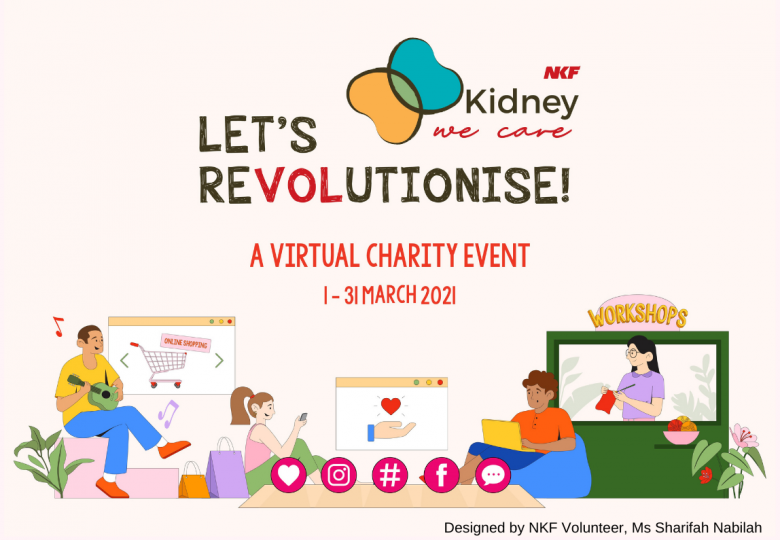 NKF
Kidney
we care
LET'S
REVOLUTIONISE!
A VIRTUAL CHARITY EVENT
1 - 31 MARCH 2021
ONLINE SHOPPING
WORKSHOPS
#
f
Designed by NKF Volunteer, Ms Sharifah Nabilah